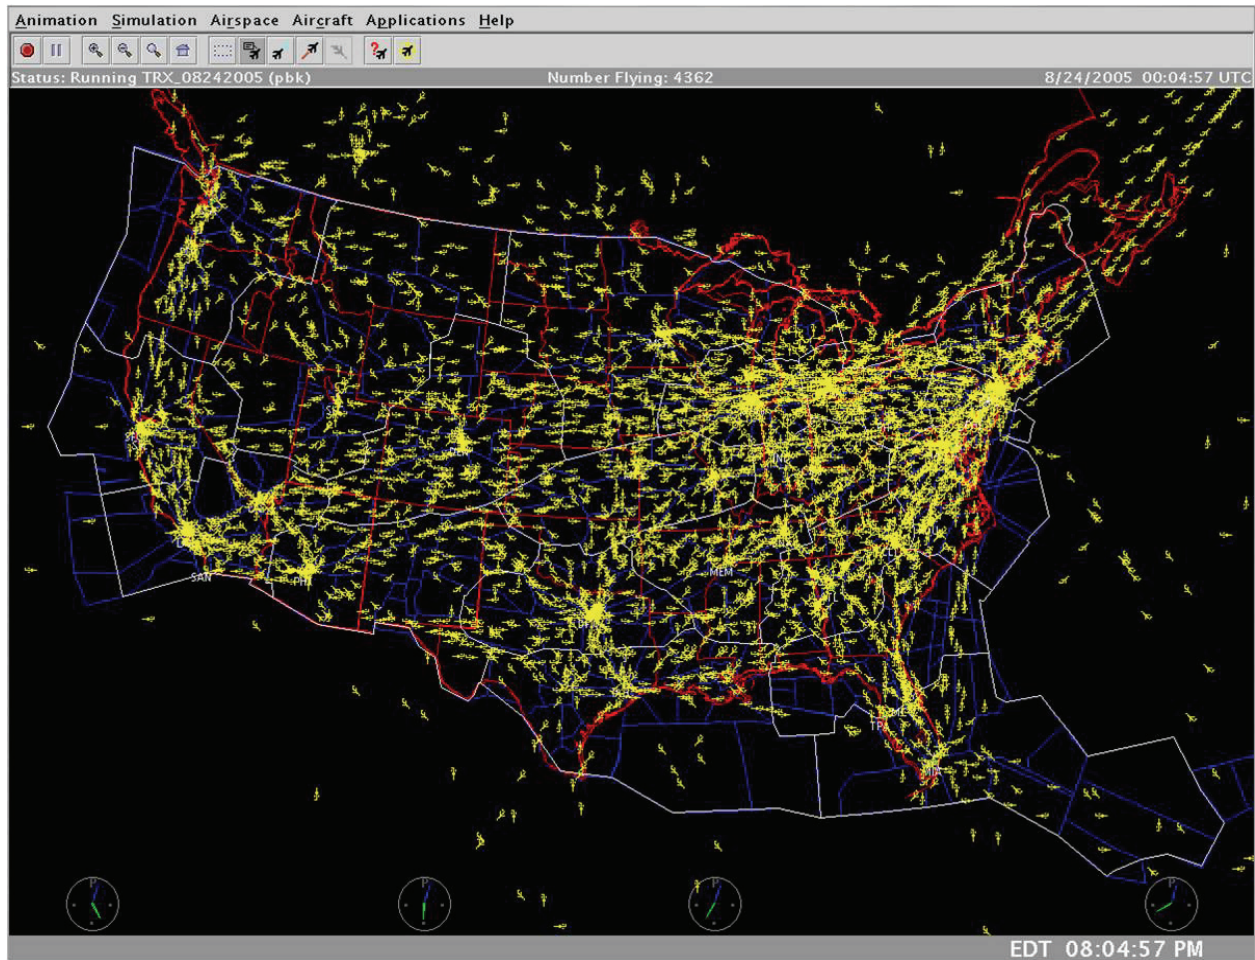 Animation Simulation Airspace Aircraft Applications Help
Status: Running TRX_08242005 (pbk) Number Flying: 4362 8/24/2005 00:04:57 UTC
MEM
SAN
MIA
P P P P
EDT 08:04:57 PM